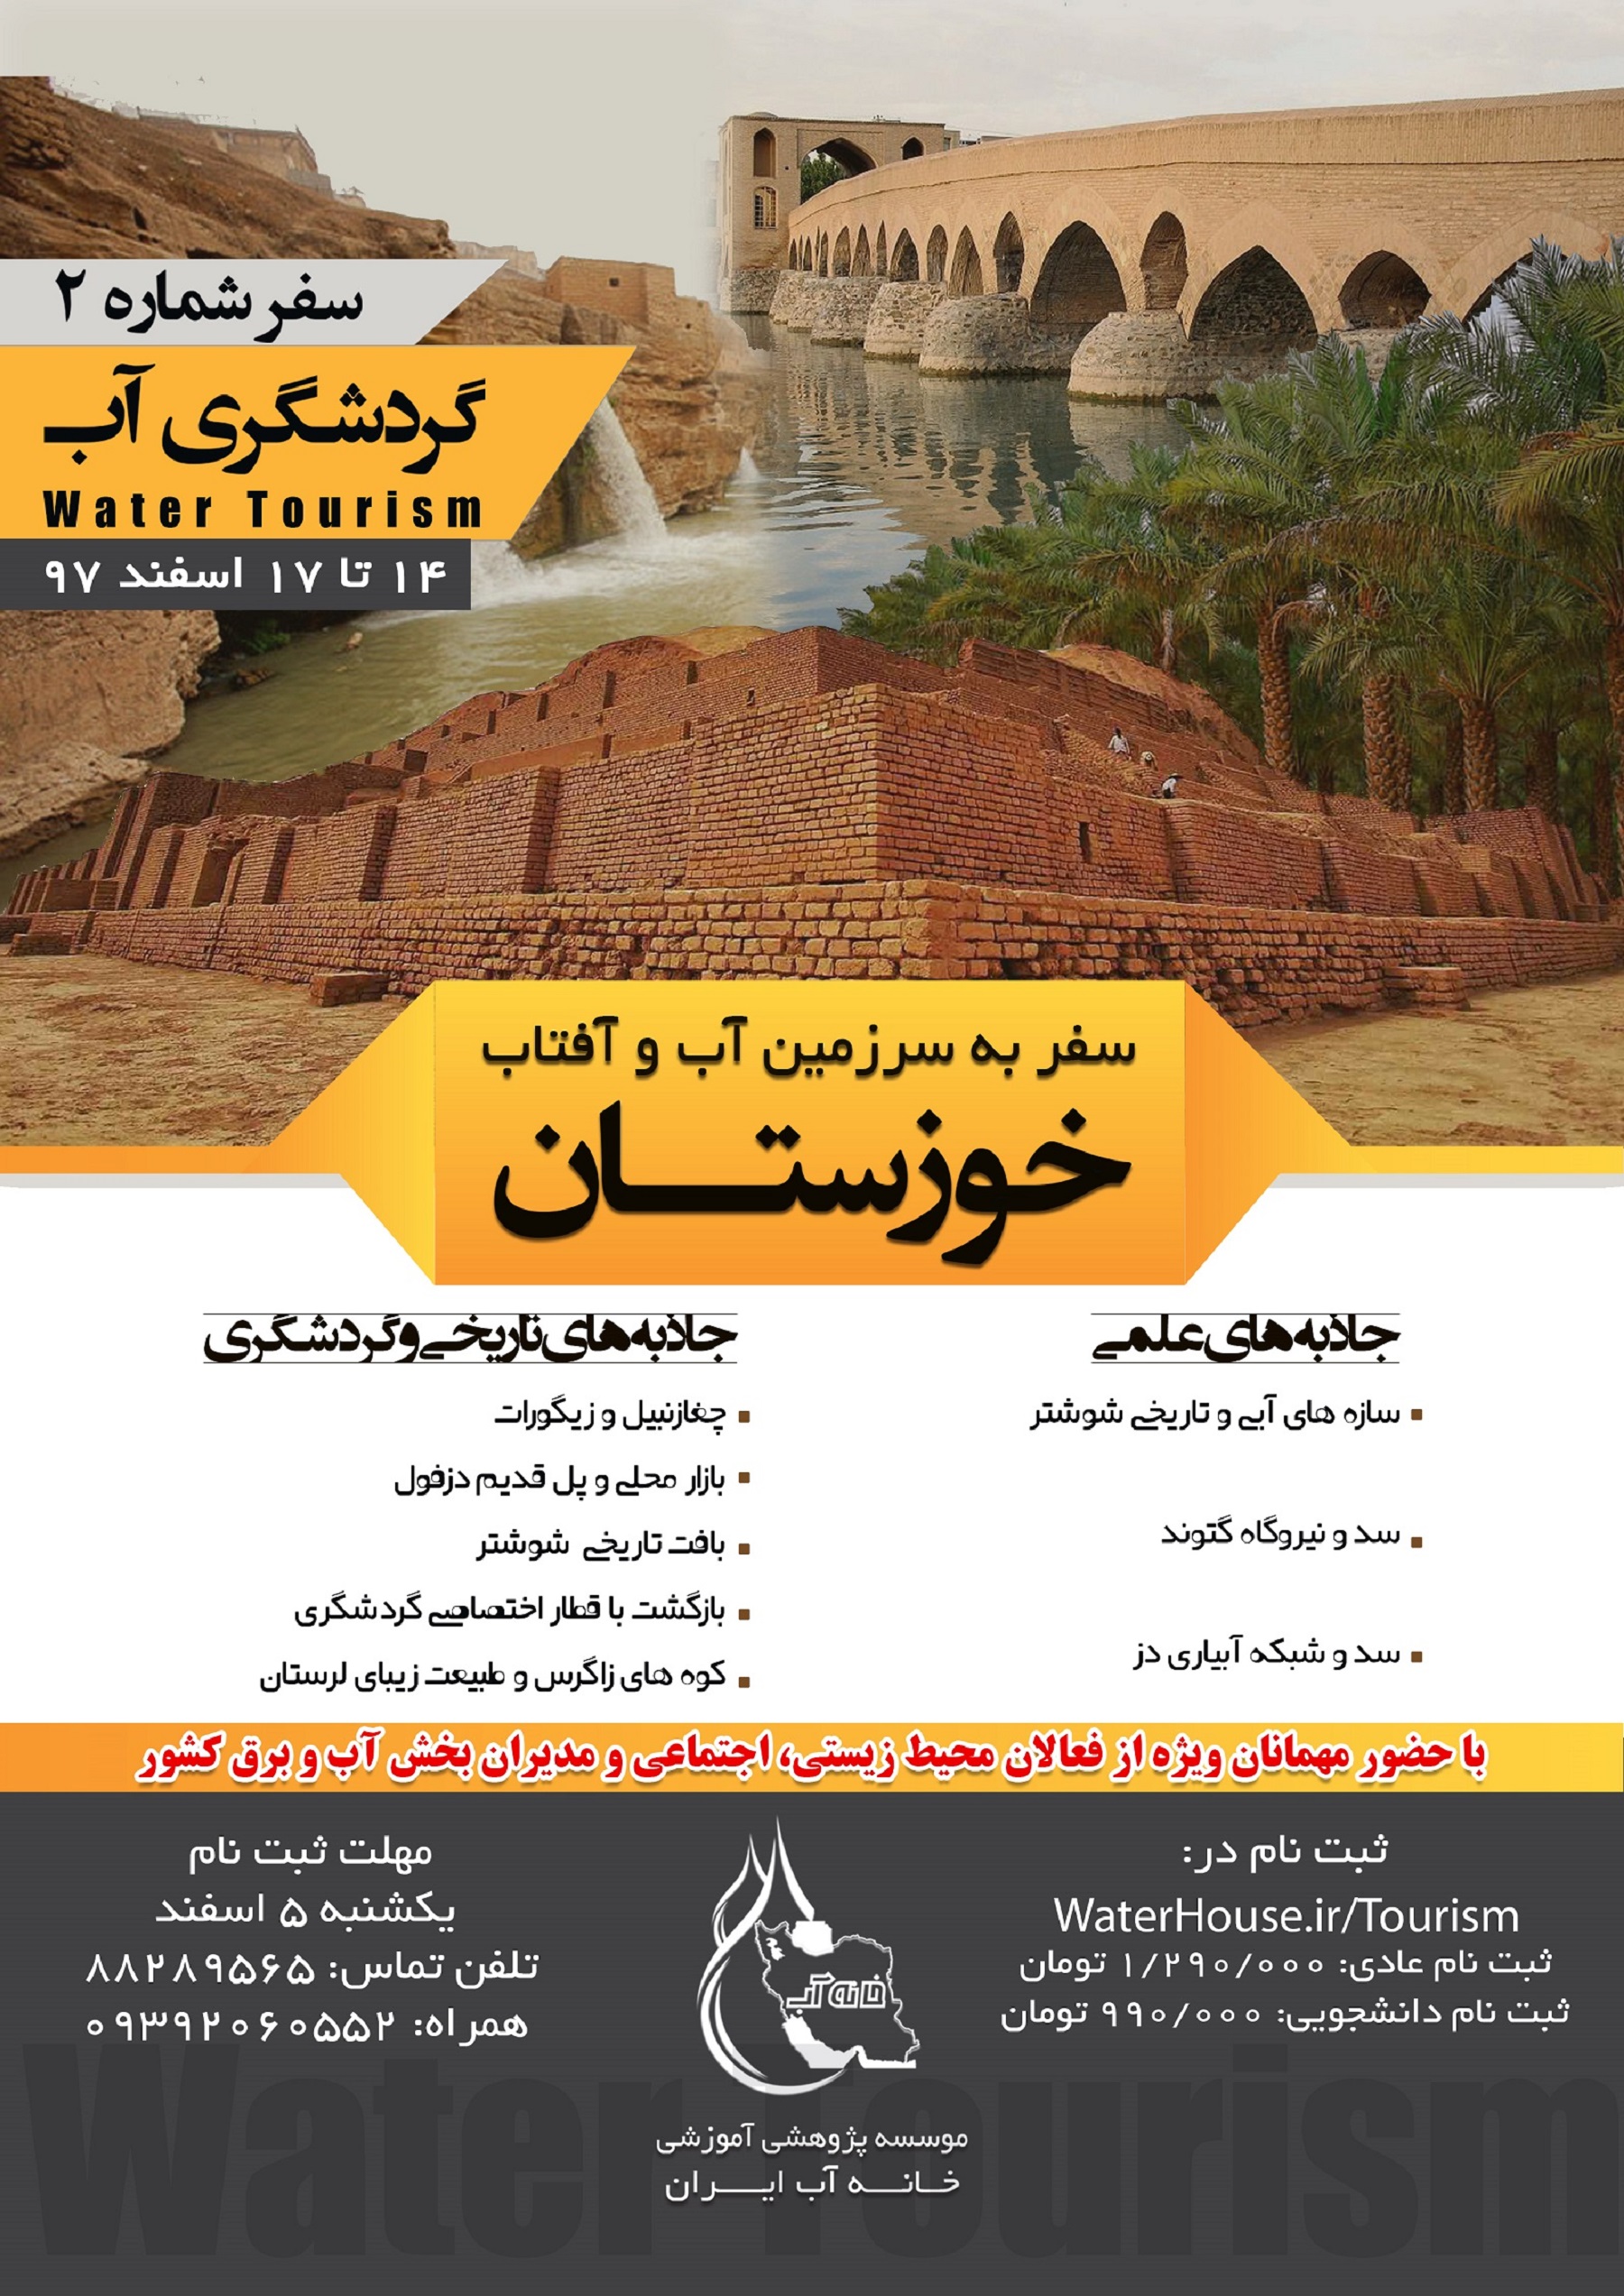 سفر شماره ۲
گردشگری آب
Water Tourism
۱۴ تا ۱۷ اسفند ۹۷
سفر به سرزمین آب و آفتاب
خوزستان
جاذبه‌های علمی
سازه های آبی و تاریخی شوشتر
سد و نیروگاه گتوند
سد و شبکه آبیاری دز
جاذبه‌های تاریخی و گردشگری
چغازنبیل و زیگورات
بازار محلی و پل قدیم دزفول
بافت تاریخی شوشتر
بازگشت با قطار اختصاصی گردشگری
کوه های زاگرس و طبیعت زیبای لرستان
با حضور مهمانان ویژه از فعالان محیط زیستی، اجتماعی و مدیران بخش آب و برق کشور
ثبت نام در:
WaterHouse.ir/Tourism
ثبت نام عادی: ۱/۲۹۰/۰۰۰ تومان
ثبت نام دانشجویی: ۹۹۰/۰۰۰ تومان
خانه آب
موسسه پژوهشی آموزشی
خانه آب ایران
مهلت ثبت نام
یکشنبه ۵ اسفند
تلفن تماس: ۸۸۲۸۹۵۶۵
همراه: ۰۹۳۹۲۰۶۰۵۵۲
Water Tourism